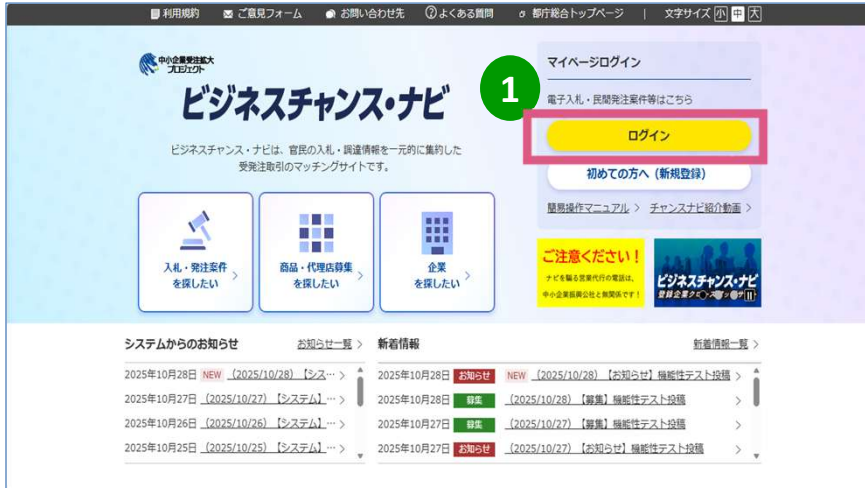 利用規約 ご意見フォーム お問い合わせ先 よくある質問 都庁総合トップページ | 文字サイズ 小 中 大
中小企業受注拡大
プロジェクト
ビジネスチャンス・ナビ
ビジネスチャンス・ナビは、官民の入札・調達情報を一元的に集約した
受発注取引のマッチングサイトです。
入札・発注案件
を探したい
商品・代理店募集
を探したい
企業
を探したい
マイページログイン
1
電子入札・民間発注案件等はこちら
ログイン
初めての方へ（新規登録）
簡易操作マニュアル チャンスナビ紹介動画
ご注意ください！
ナビを騙る営業代行の電話は、
中小企業振興公社と無関係です！
ビジネスチャンス・ナビ
システムからのお知らせ お知らせ一覧
2025年10月28日 NEW （2025/10/28）【シス…
2025年10月27日 （2025/10/27）【システム】…
2025年10月26日 （2025/10/26）【システム】…
2025年10月25日 （2025/10/25）【システム】…
新着情報 新着情報一覧
2025年10月28日 お知らせ NEW （2025/10/28）【お知らせ】機能性テスト投稿
2025年10月28日 募集 （2025/10/28）【募集】機能性テスト投稿
2025年10月27日 募集 （2025/10/27）【募集】機能性テスト投稿
2025年10月27日 お知らせ （2025/10/27）【お知らせ】機能性テスト投稿